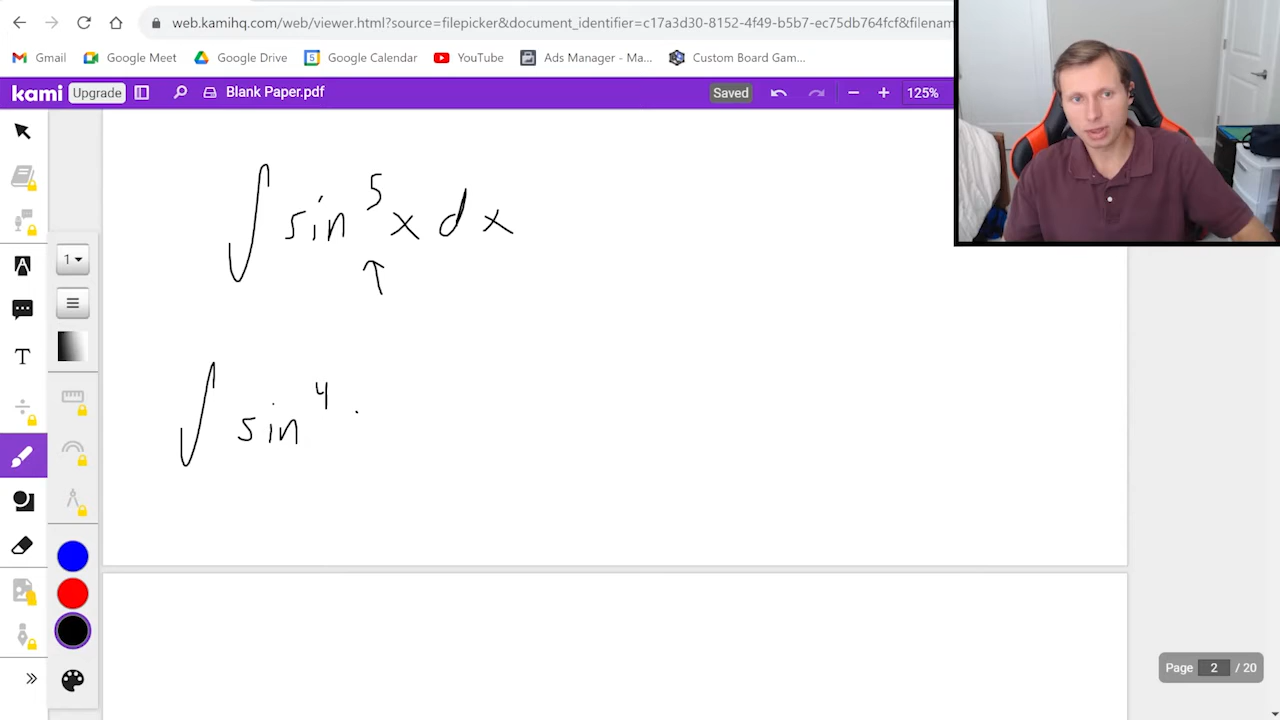 web.kamihq.com/web/viewer.html?source=filepicker&document_identifier=c17a3d30-8152-4f49-b5b7-ec75db764fcf&filenam
Gmail Google Meet Google Drive 5 Google Calendar YouTube Ads Manager - Ma... Custom Board Gam...
kami Upgrade Blank Paper.pdf Saved 125%
∫ sin⁵ x dx
↑
1
∫ sin⁴ ·
T
Page 2 / 20